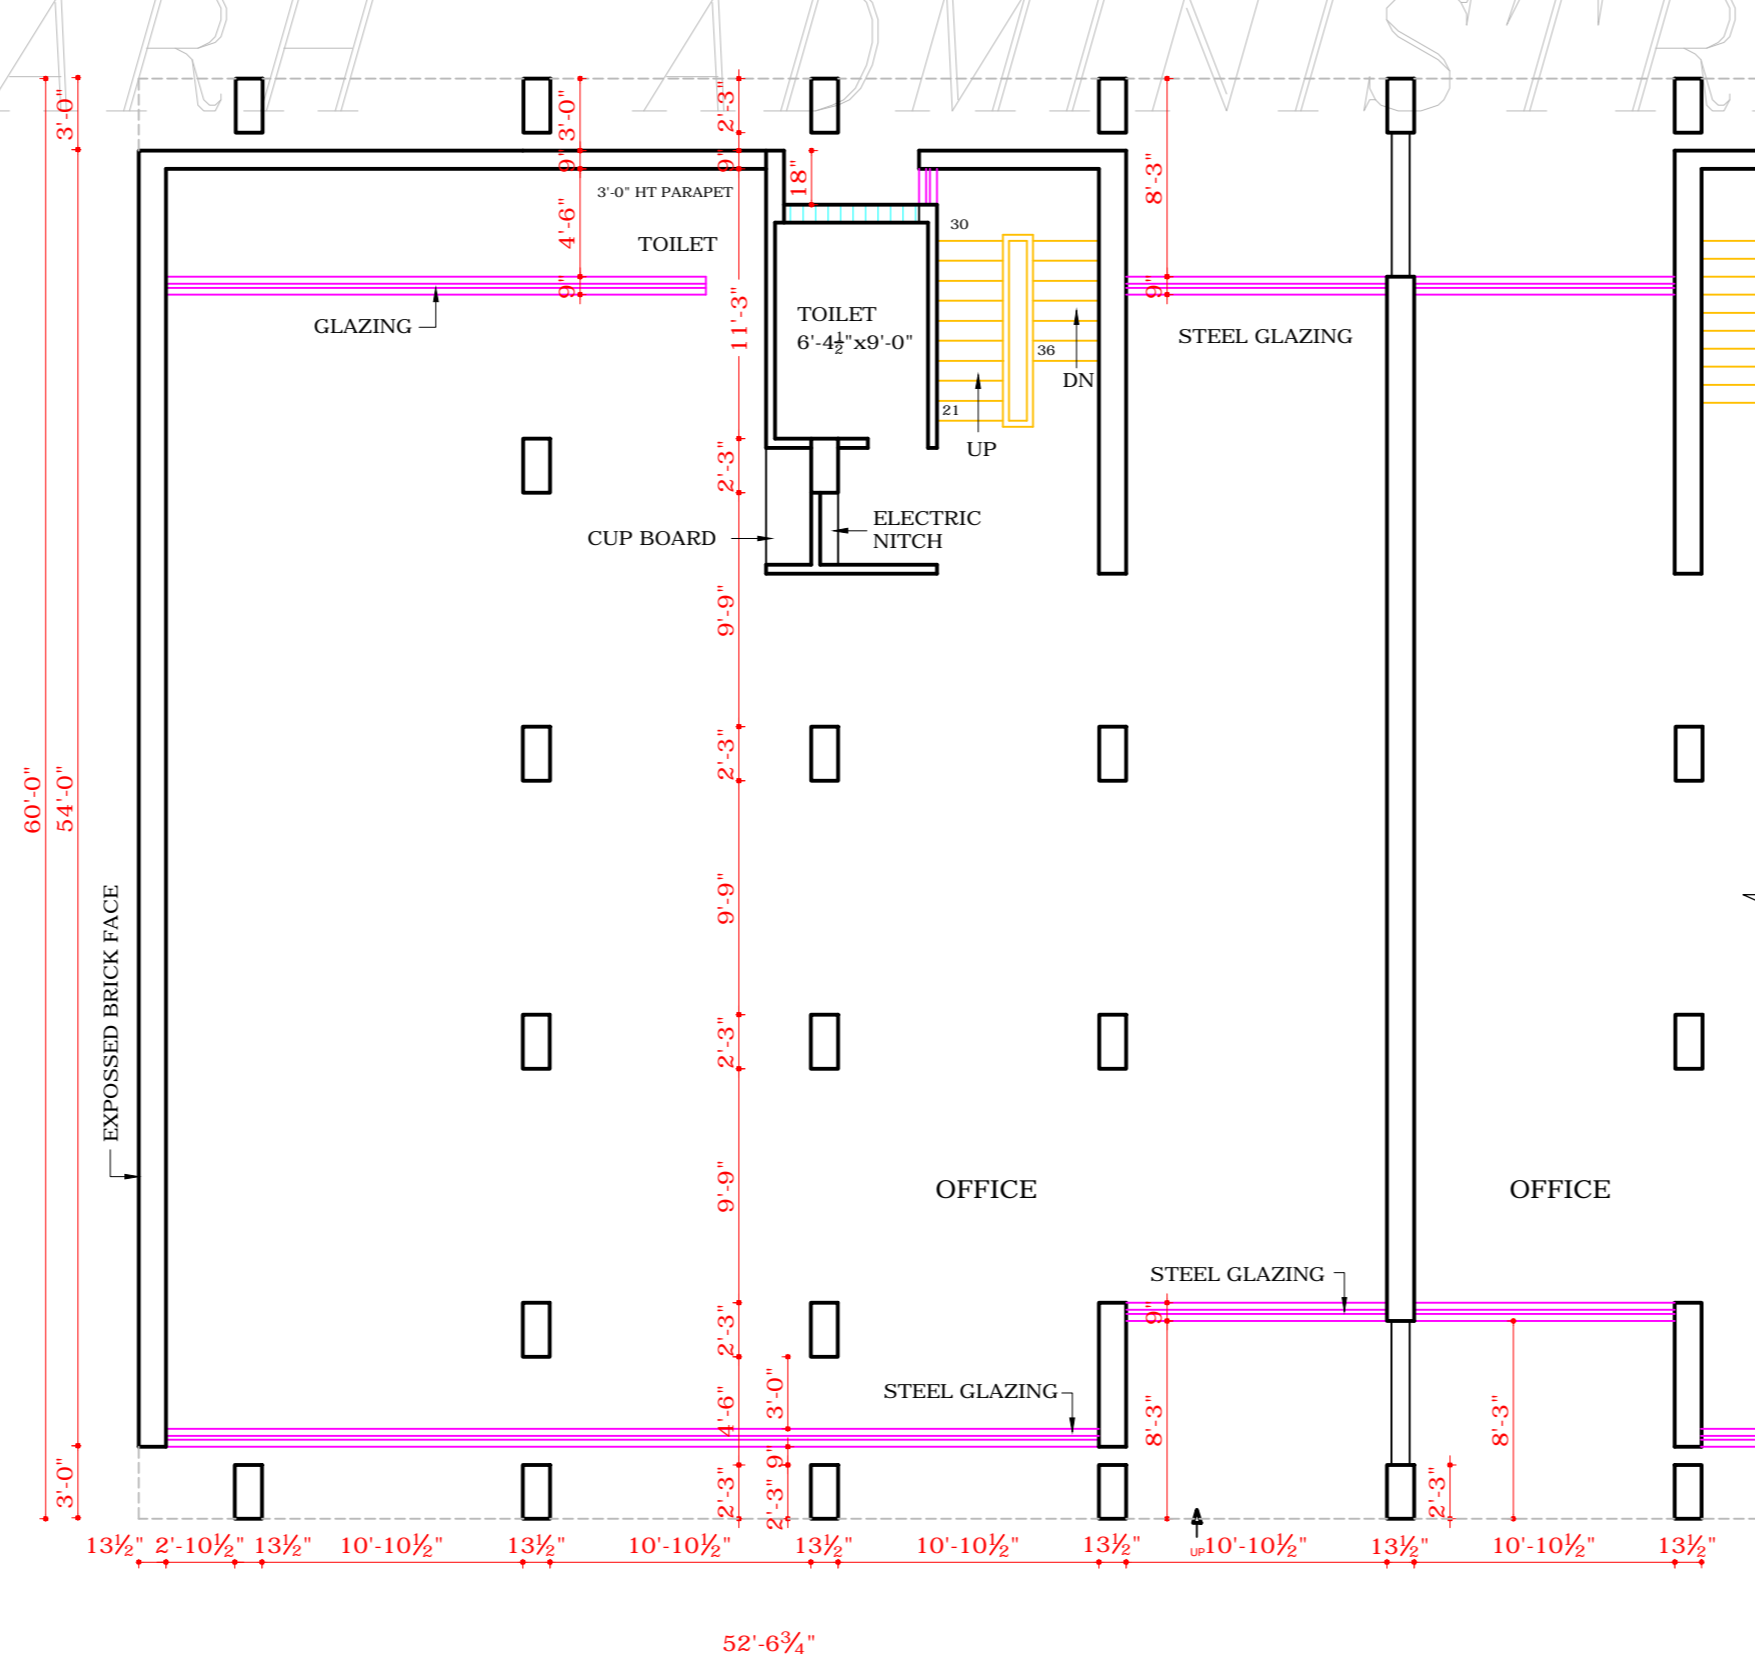 ARH ADMINISTR
3'-0"
3'-0"
2'-3"
9"
9"
18"
8'-3"
3'-0" HT PARAPET
4'-6"
TOILET
30
9"
GLAZING
11'-3"
TOILET
6'-4½"x9'-0"
9"
STEEL GLAZING
36
DN
21
UP
2'-3"
CUP BOARD
ELECTRIC
NITCH
9'-9"
2'-3"
60'-0"
54'-0"
9'-9"
EXPOSSED BRICK FACE
2'-3"
9'-9"
OFFICE
OFFICE
STEEL GLAZING
9"
2'-3"
3'-0"
4'-6"
STEEL GLAZING
8'-3"
8'-3"
9"
3'-0"
2'-3"
2'-3"
2'-3"
13½" 2'-10½" 13½" 10'-10½" 13½" 10'-10½" 13½" 10'-10½" 13½" UP 10'-10½" 13½" 10'-10½" 13½"
52'-6¾"